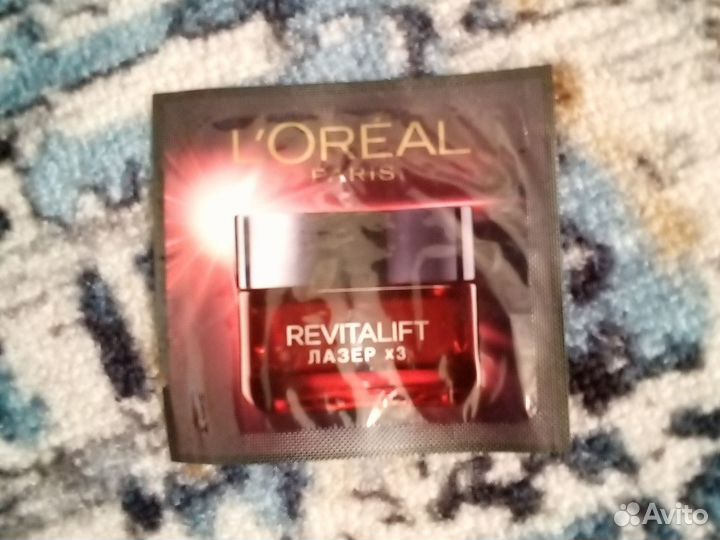 L'ORÉAL
PARIS
REVITALIFT
ЛАЗЕР x3
Avito